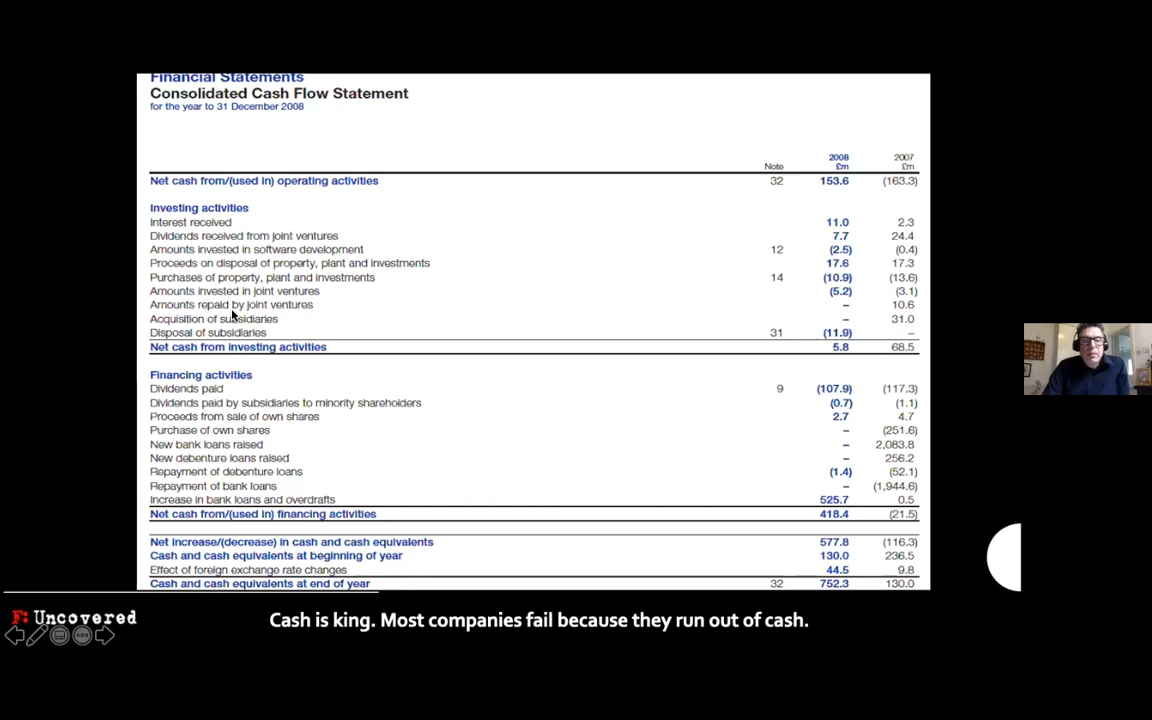 Financial Statements
Consolidated Cash Flow Statement
for the year to 31 December 2008
2008 2007
Note £m £m
Net cash from/(used in) operating activities 32 153.6 (163.3)
Investing activities
Interest received 11.0 2.3
Dividends received from joint ventures 7.7 24.4
Amounts invested in software development 12 (2.5) (0.4)
Proceeds on disposal of property, plant and investments 17.6 17.3
Purchases of property, plant and investments 14 (10.9) (13.6)
Amounts invested in joint ventures (5.2) (3.1)
Amounts repaid by joint ventures – 10.6
Acquisition of subsidiaries – 31.0
Disposal of subsidiaries 31 (11.9) –
Net cash from investing activities 5.8 68.5
Financing activities
Dividends paid 9 (107.9) (117.3)
Dividends paid by subsidiaries to minority shareholders (0.7) (1.1)
Proceeds from sale of own shares 2.7 4.7
Purchase of own shares – (251.6)
New bank loans raised – 2,083.8
New debenture loans raised – 256.2
Repayment of debenture loans (1.4) (52.1)
Repayment of bank loans – (1,944.6)
Increase in bank loans and overdrafts 525.7 0.5
Net cash from/(used in) financing activities 418.4 (21.5)
Net increase/(decrease) in cash and cash equivalents 577.8 (116.3)
Cash and cash equivalents at beginning of year 130.0 236.5
Effect of foreign exchange rate changes 44.5 9.8
Cash and cash equivalents at end of year 32 752.3 130.0
F: Uncovered
Cash is king. Most companies fail because they run out of cash.